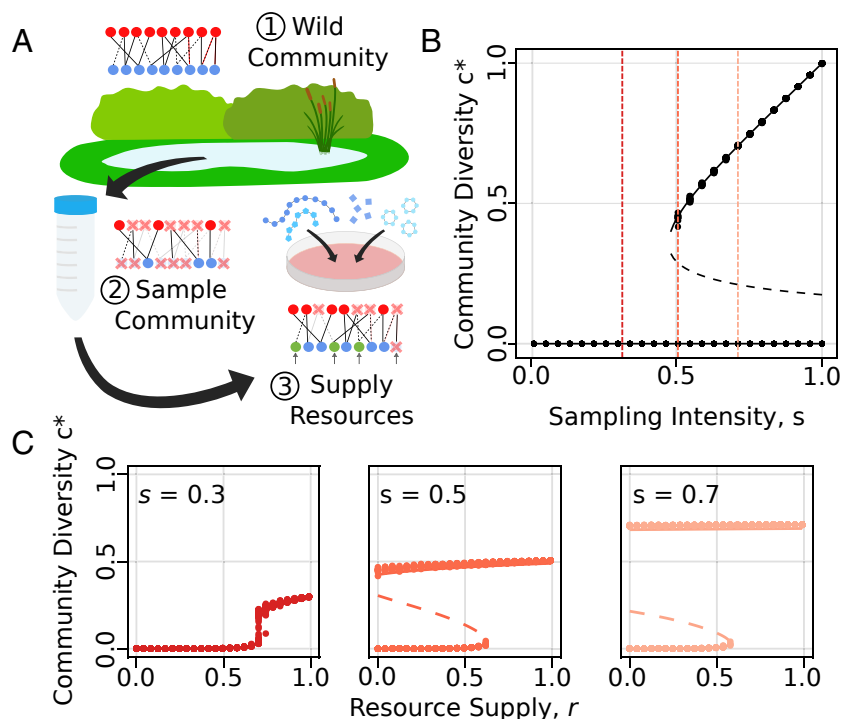 A
① Wild
Community
② Sample
Community
③ Supply
Resources
B
Community Diversity c*
1.0
0.5
0.0
0.0 0.5 1.0
Sampling Intensity, s
C
Community Diversity c*
1.0
0.5
0.0
s = 0.3
s = 0.5
s = 0.7
0.0 0.5 1.0
0.0 0.5 1.0
0.0 0.5 1.0
Resource Supply, r